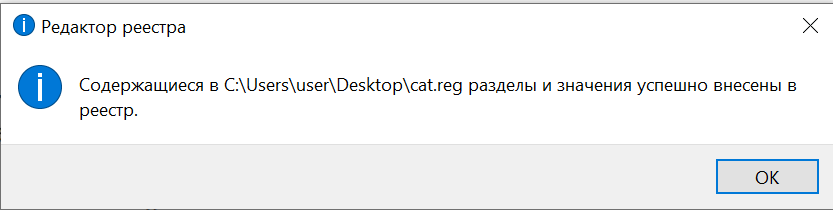 Редактор реестра
Содержащиеся в C:\Users\user\Desktop\cat.reg разделы и значения успешно внесены в
реестр.
OK